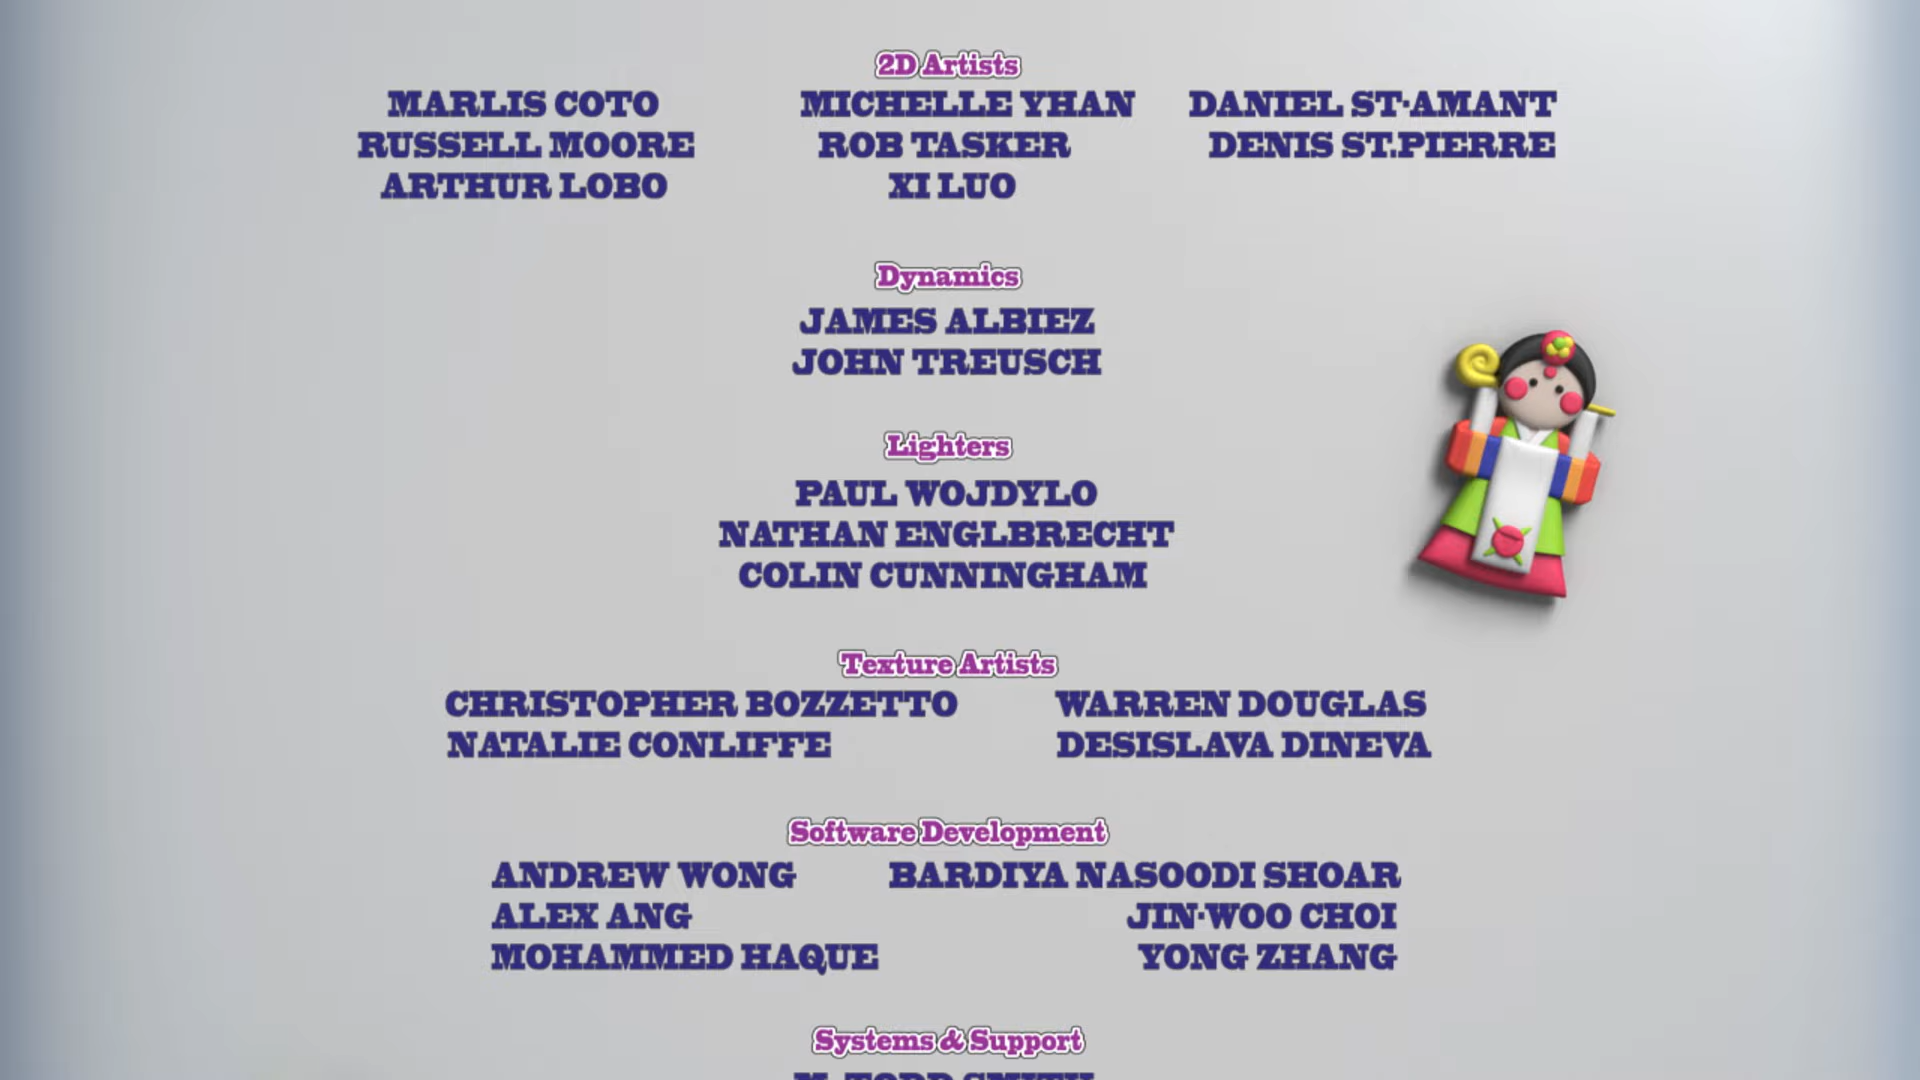 2D Artists
MARLIS COTO MICHELLE YHAN DANIEL ST-AMANT
RUSSELL MOORE ROB TASKER DENIS ST.PIERRE
ARTHUR LOBO XI LUO
Dynamics
JAMES ALBIEZ
JOHN TREUSCH
Lighters
PAUL WOJDYLO
NATHAN ENGLBRECHT
COLIN CUNNINGHAM
Texture Artists
CHRISTOPHER BOZZETTO WARREN DOUGLAS
NATALIE CONLIFFE DESISLAVA DINEVA
Software Development
ANDREW WONG BARDIYA NASOODI SHOAR
ALEX ANG JIN-WOO CHOI
MOHAMMED HAQUE YONG ZHANG
Systems & Support
M. TODD SMITH